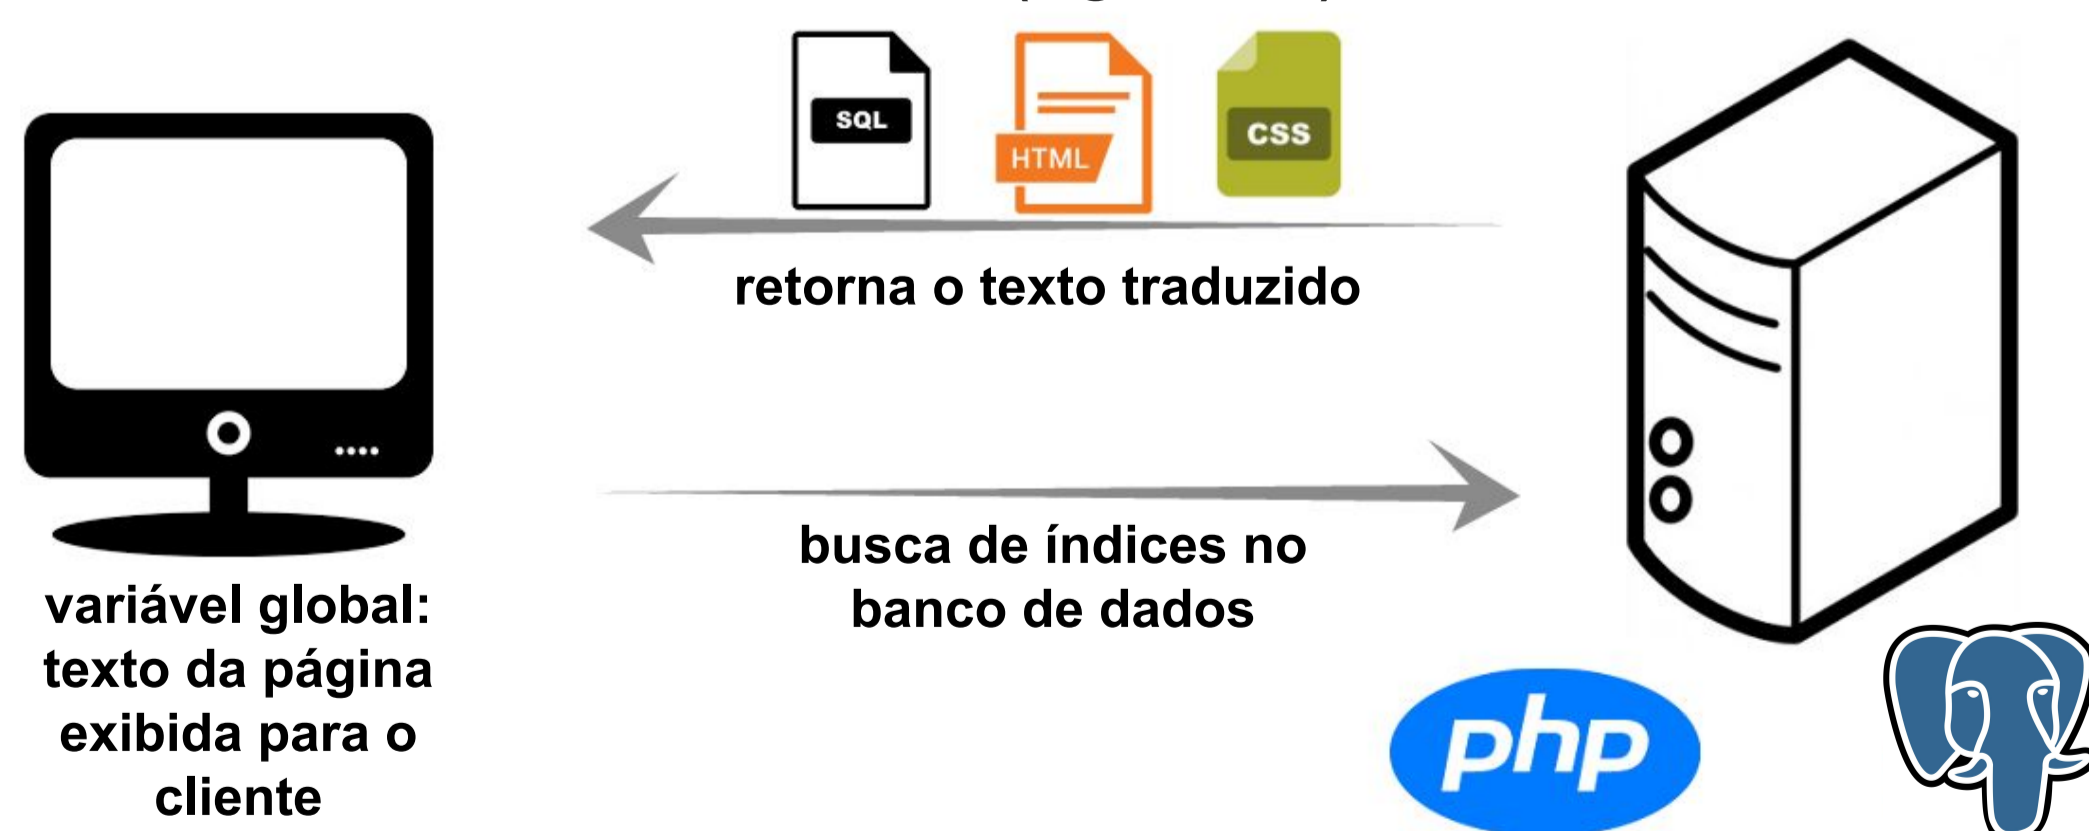 SQL
HTML
CSS
retorna o texto traduzido
busca de índices no
banco de dados
variável global:
texto da página
exibida para o
cliente
php